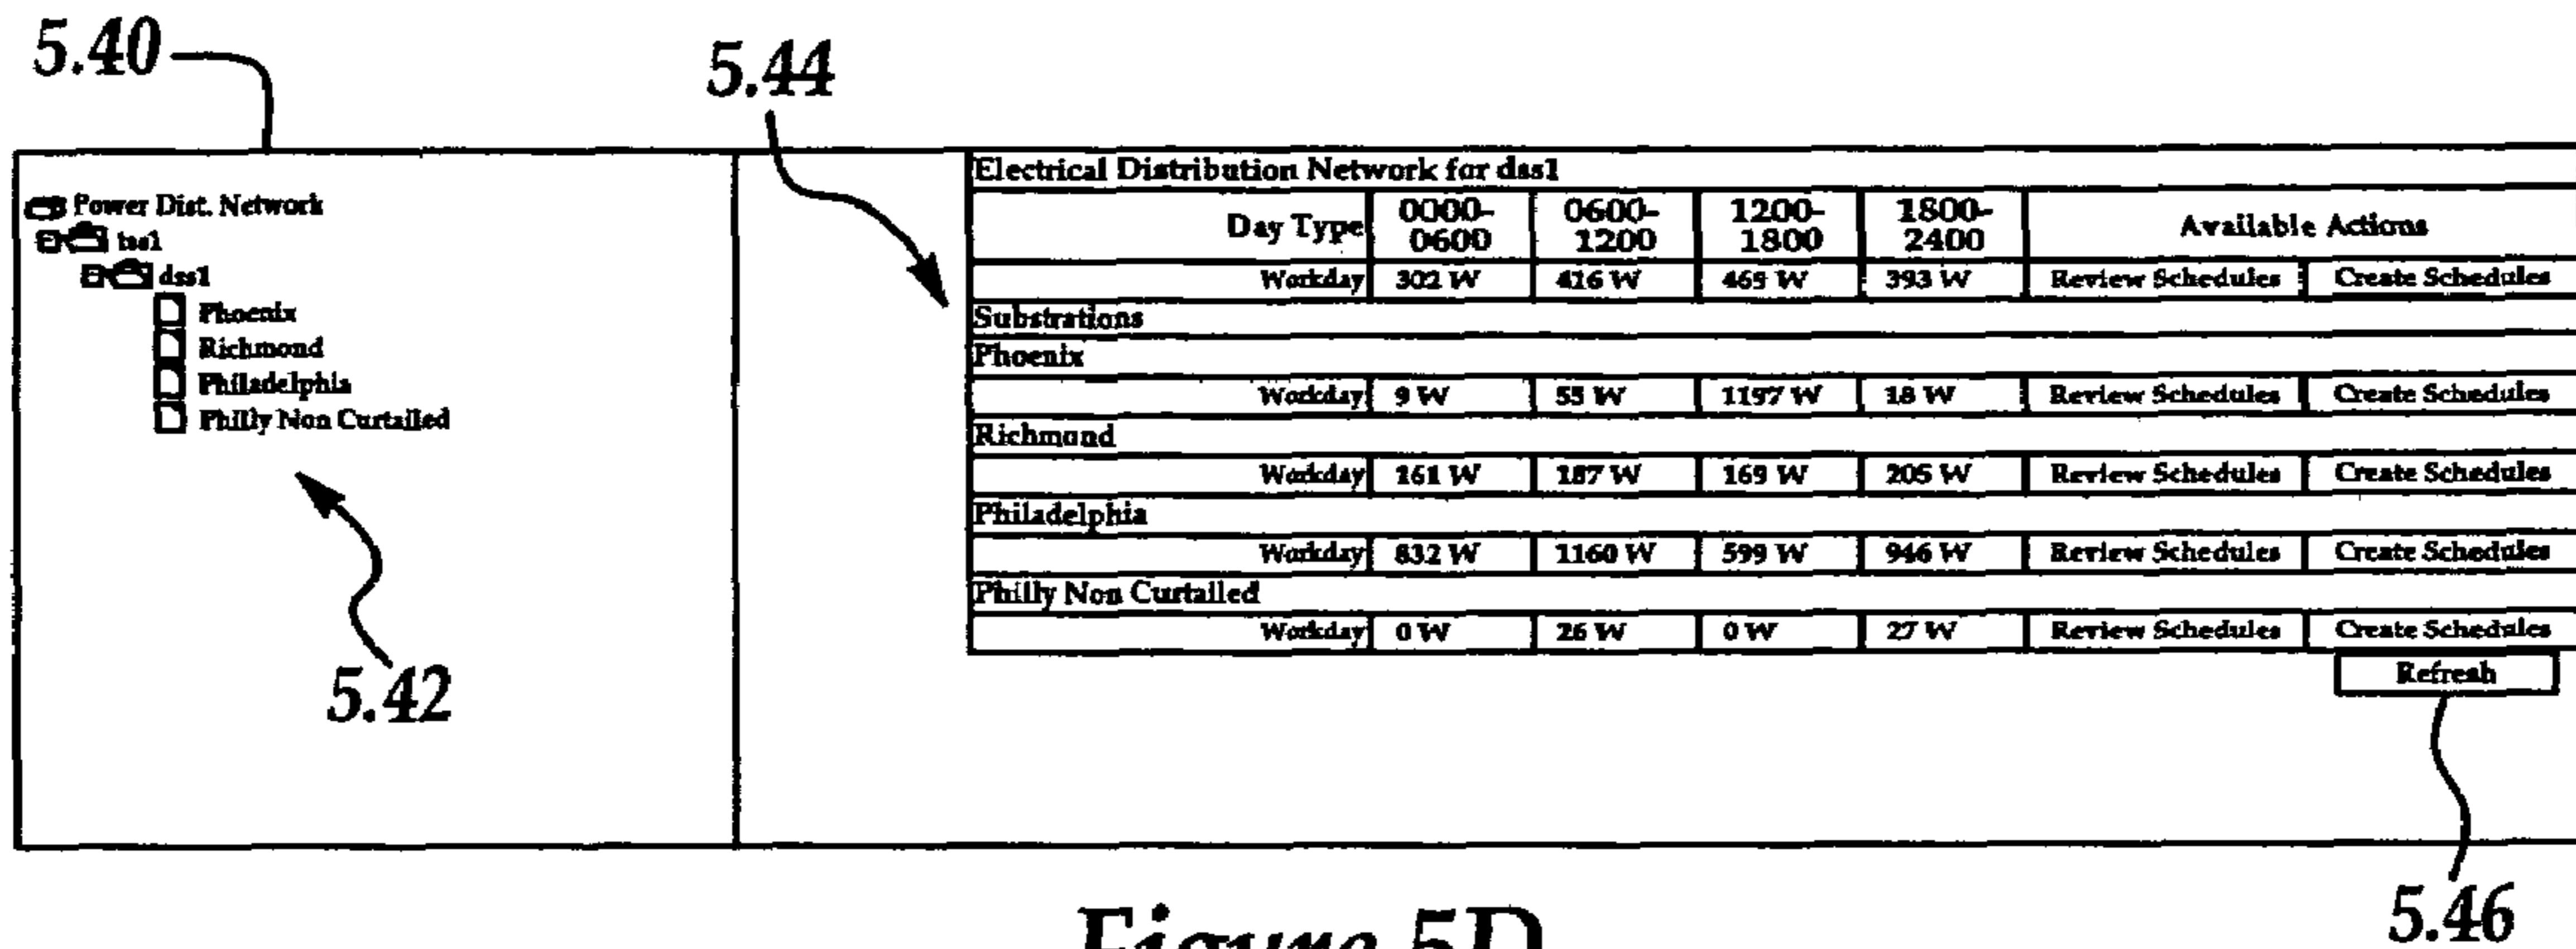 5.40
5.44
Power Dist. Network
tss1
dss1
Phoenix
Richmond
Philadelphia
Philly Non Curtailed
5.42
Electrical Distribution Network for dss1
Day Type 0000-0600 0600-1200 1200-1800 1800-2400 Available Actions
Workday 302 W 416 W 469 W 393 W Review Schedules Create Schedules
Substrations
Phoenix
Workday 9 W 55 W 1197 W 18 W Review Schedules Create Schedules
Richmond
Workday 161 W 187 W 169 W 205 W Review Schedules Create Schedules
Philadelphia
Workday 832 W 1160 W 599 W 946 W Review Schedules Create Schedules
Philly Non Curtailed
Workday 0 W 26 W 0 W 27 W Review Schedules Create Schedules
Refresh
5.46
Figure 5D